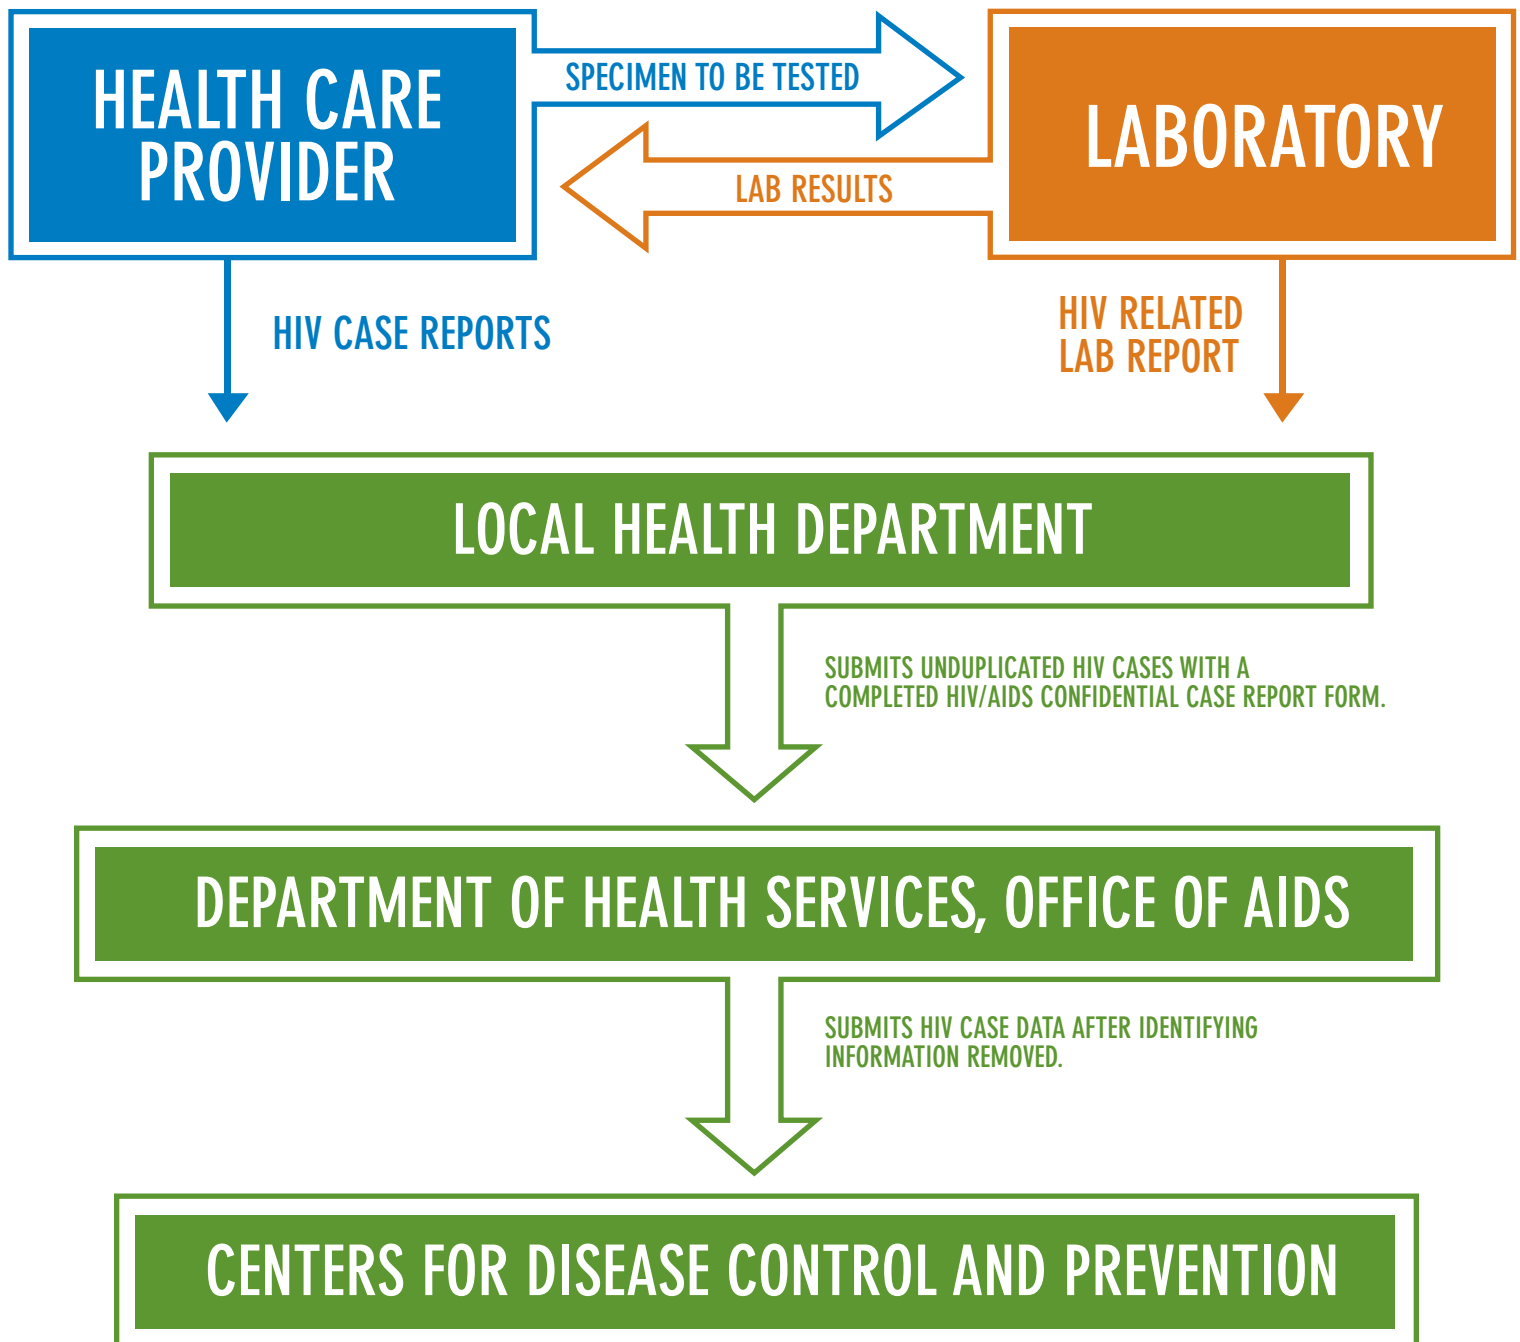 HEALTH CARE
PROVIDER
SPECIMEN TO BE TESTED
LABORATORY
LAB RESULTS
HIV CASE REPORTS
HIV RELATED
LAB REPORT
LOCAL HEALTH DEPARTMENT
SUBMITS UNDUPLICATED HIV CASES WITH A
COMPLETED HIV/AIDS CONFIDENTIAL CASE REPORT FORM.
DEPARTMENT OF HEALTH SERVICES, OFFICE OF AIDS
SUBMITS HIV CASE DATA AFTER IDENTIFYING
INFORMATION REMOVED.
CENTERS FOR DISEASE CONTROL AND PREVENTION